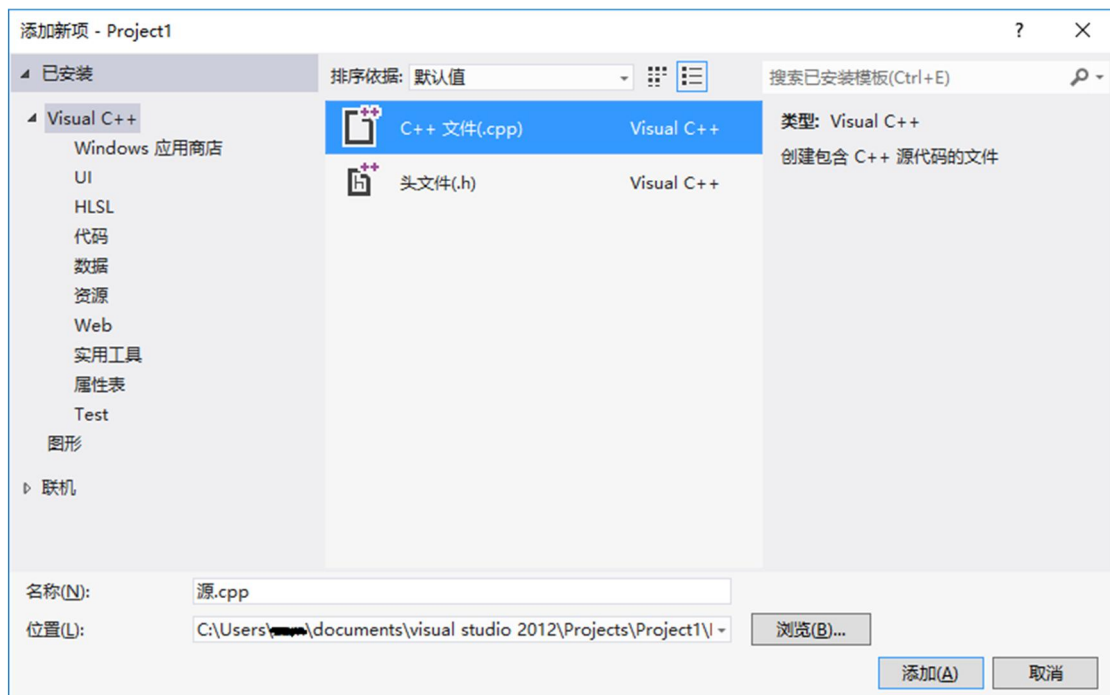 添加新项 - Project1
?
已安装
排序依据: 默认值
搜索已安装模板(Ctrl+E)
Visual C++
Windows 应用商店
UI
HLSL
代码
数据
资源
Web
实用工具
属性表
Test
图形
联机
C++ 文件(.cpp) Visual C++
头文件(.h) Visual C++
类型: Visual C++
创建包含 C++ 源代码的文件
名称(N): 源.cpp
位置(L): C:\Users\ \documents\visual studio 2012\Projects\Project1\ 浏览(B)...
添加(A) 取消